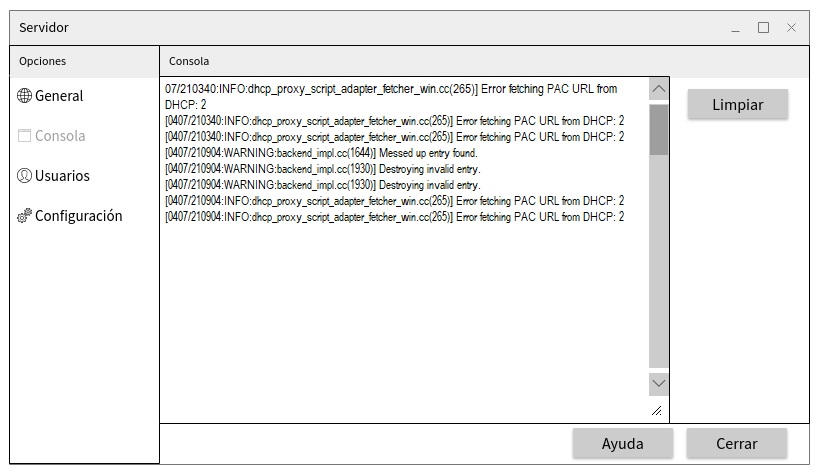 Servidor
Opciones
Consola
General
Consola
Usuarios
Configuración
07/210340:INFO:dhcp_proxy_script_adapter_fetcher_win.cc(265)] Error fetching PAC URL from
DHCP: 2
[0407/210340:INFO:dhcp_proxy_script_adapter_fetcher_win.cc(265)] Error fetching PAC URL from DHCP: 2
[0407/210340:INFO:dhcp_proxy_script_adapter_fetcher_win.cc(265)] Error fetching PAC URL from DHCP: 2
[0407/210904:WARNING:backend_impl.cc(1644)] Messed up entry found.
[0407/210904:WARNING:backend_impl.cc(1930)] Destroying invalid entry.
[0407/210904:WARNING:backend_impl.cc(1930)] Destroying invalid entry.
[0407/210904:INFO:dhcp_proxy_script_adapter_fetcher_win.cc(265)] Error fetching PAC URL from DHCP: 2
[0407/210904:INFO:dhcp_proxy_script_adapter_fetcher_win.cc(265)] Error fetching PAC URL from DHCP: 2
Limpiar
Ayuda
Cerrar